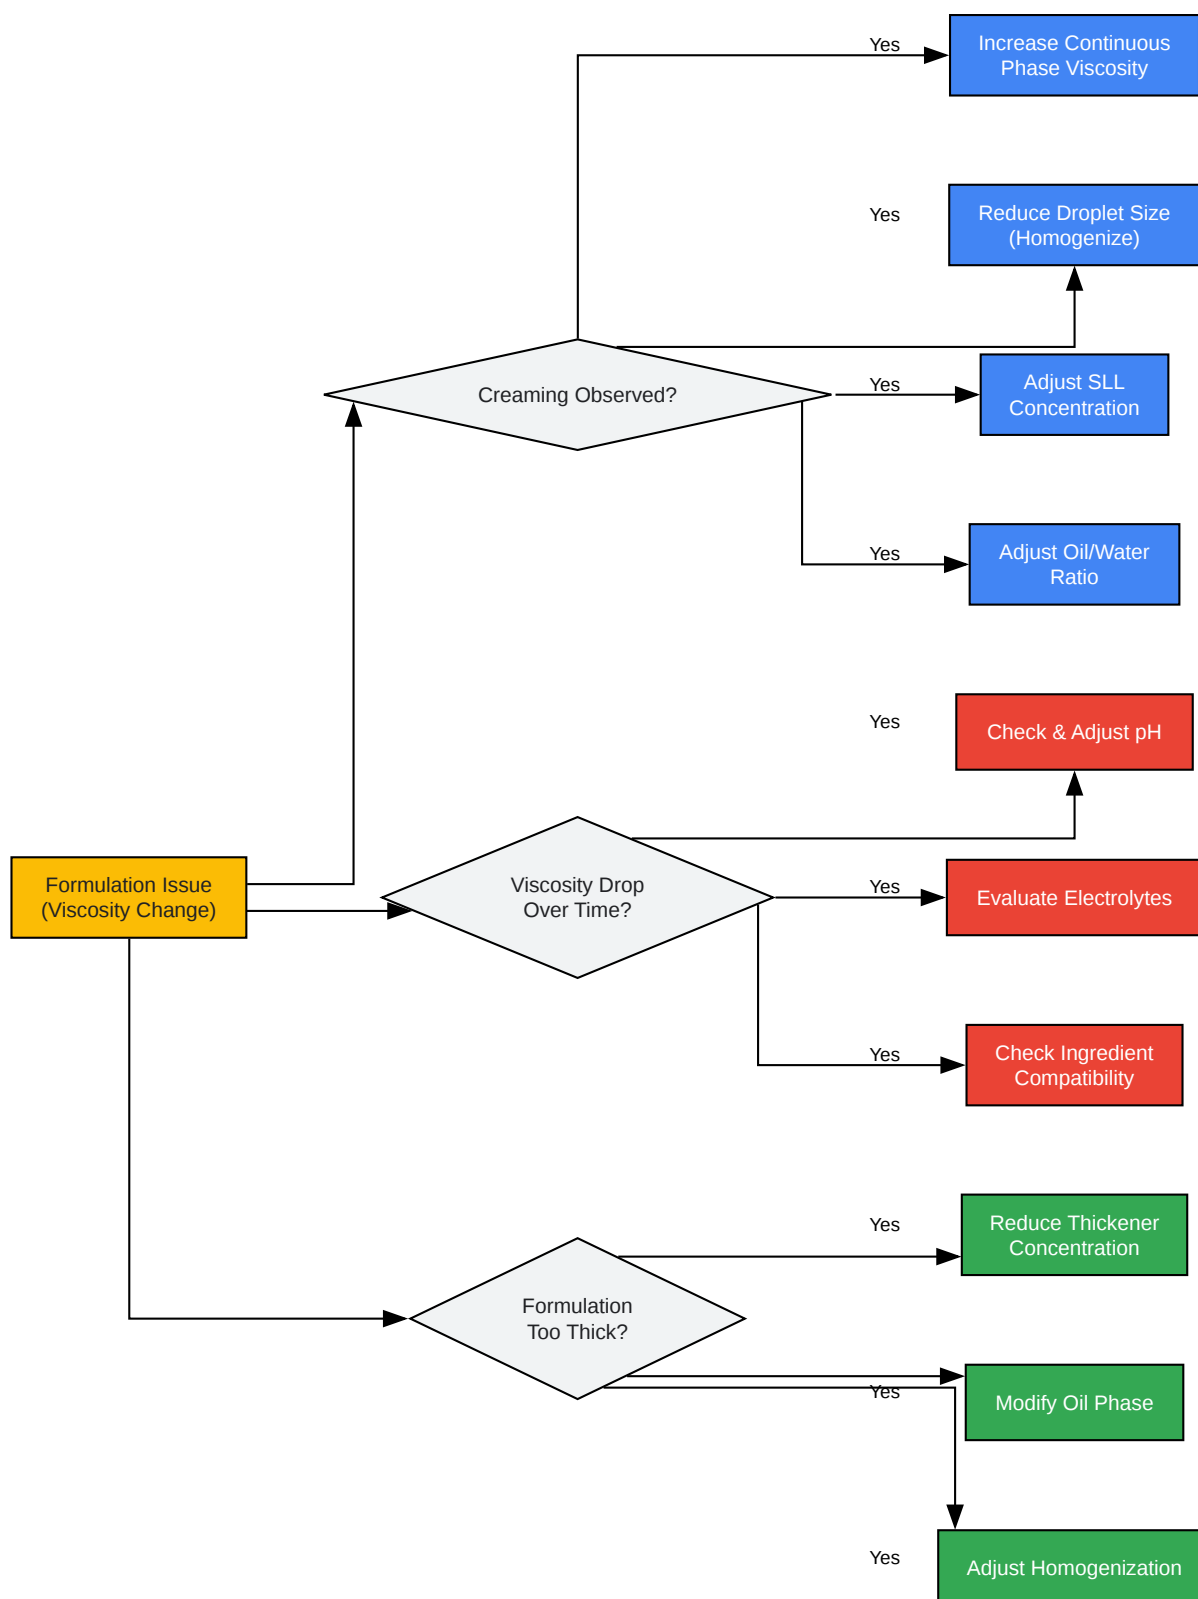 Yes
Increase Continuous
Phase Viscosity
Yes
Reduce Droplet Size
(Homogenize)
Creaming Observed?
Yes
Adjust SLL
Concentration
Yes
Adjust Oil/Water
Ratio
Yes
Check & Adjust pH
Formulation Issue
(Viscosity Change)
Viscosity Drop
Over Time?
Yes
Evaluate Electrolytes
Yes
Check Ingredient
Compatibility
Yes
Reduce Thickener
Concentration
Formulation
Too Thick?
Yes
Modify Oil Phase
Yes
Adjust Homogenization